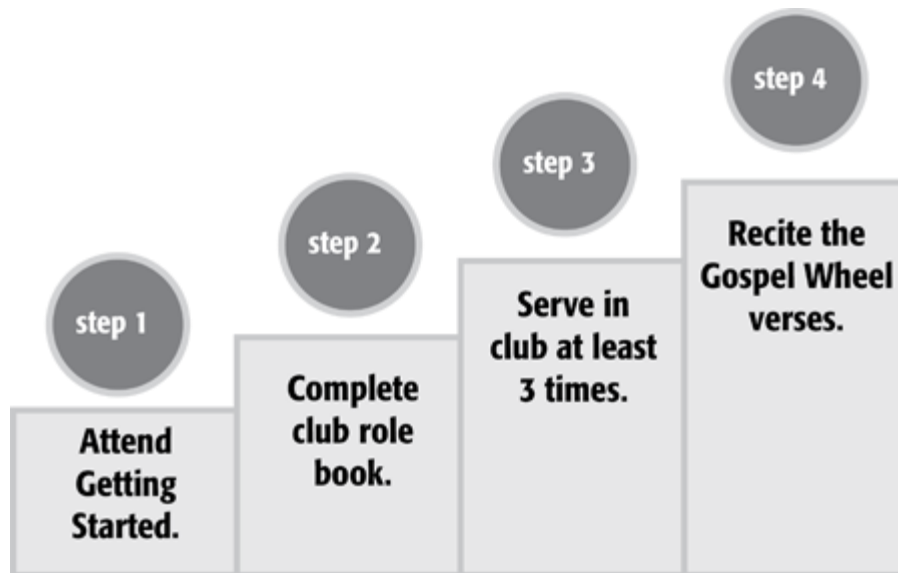 step 1
Attend
Getting
Started.
step 2
Complete
club role
book.
step 3
Serve in
club at least
3 times.
step 4
Recite the
Gospel Wheel
verses.